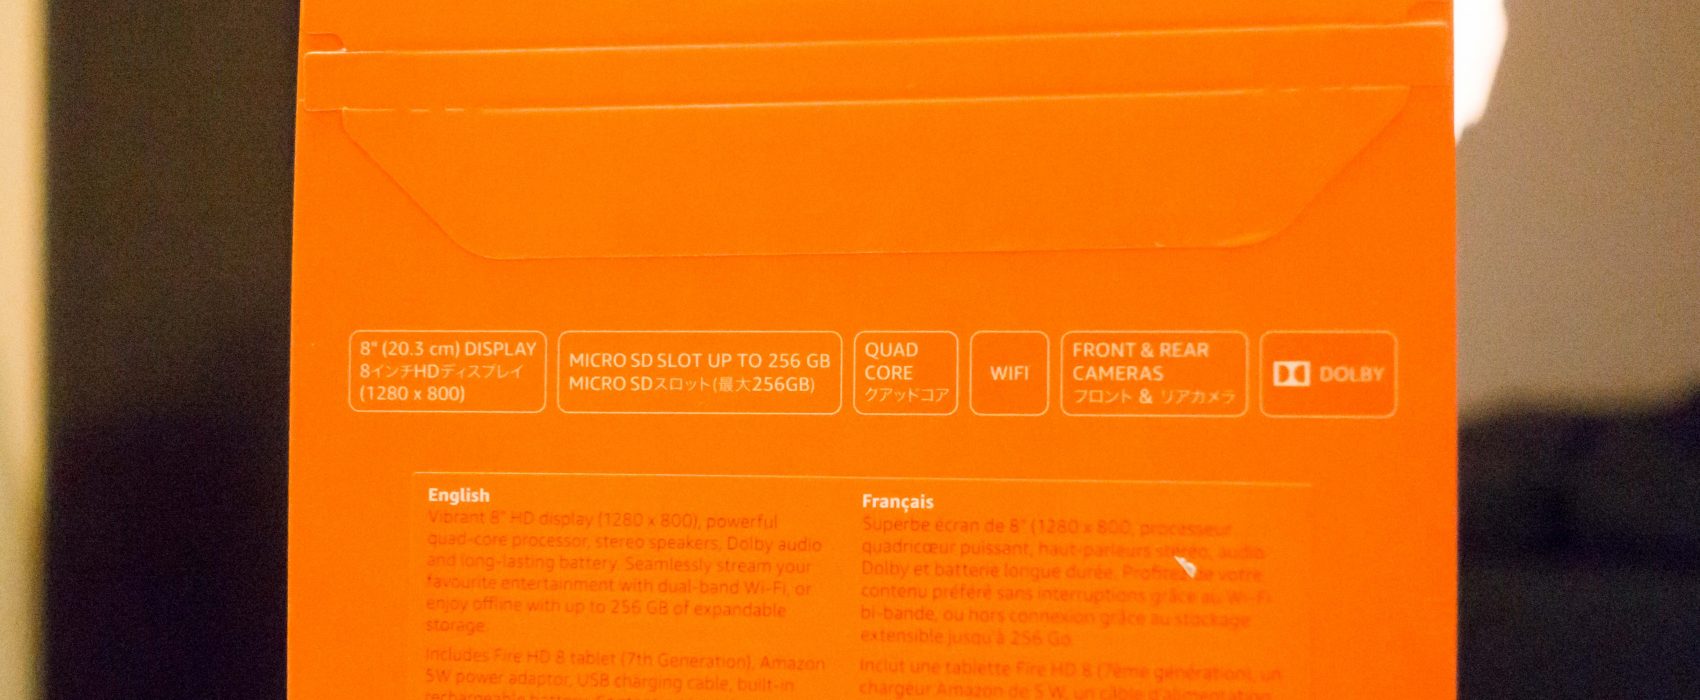 8" (20.3 cm) DISPLAY
8インチHDディスプレイ
(1280 x 800)
MICRO SD SLOT UP TO 256 GB
MICRO SDスロット(最大256GB)
QUAD
CORE
クアッドコア
WIFI
FRONT & REAR
CAMERAS
フロント & リアカメラ
DOLBY
English
Vibrant 8" HD display (1280 x 800), powerful
quad-core processor, stereo speakers, Dolby audio
and long-lasting battery. Seamlessly stream your
favourite entertainment with dual-band Wi-Fi, or
enjoy offline with up to 256 GB of expandable
storage.
Includes Fire HD 8 tablet (7th Generation), Amazon
5W power adaptor, USB charging cable, built-in
rechargeable battery.
Français
Superbe écran de 8" (1280 x 800, processeur
quadricœur puissant, haut-parleurs stéréo, audio
Dolby et batterie longue durée. Profitez de votre
contenu préféré sans interruptions grâce au Wi-Fi
bi-bande, ou hors connexion grâce au stockage
extensible jusqu'à 256 Go.
Inclut une tablette Fire HD 8 (7ème génération), un
chargeur Amazon de 5 W, un câble d'alimentation